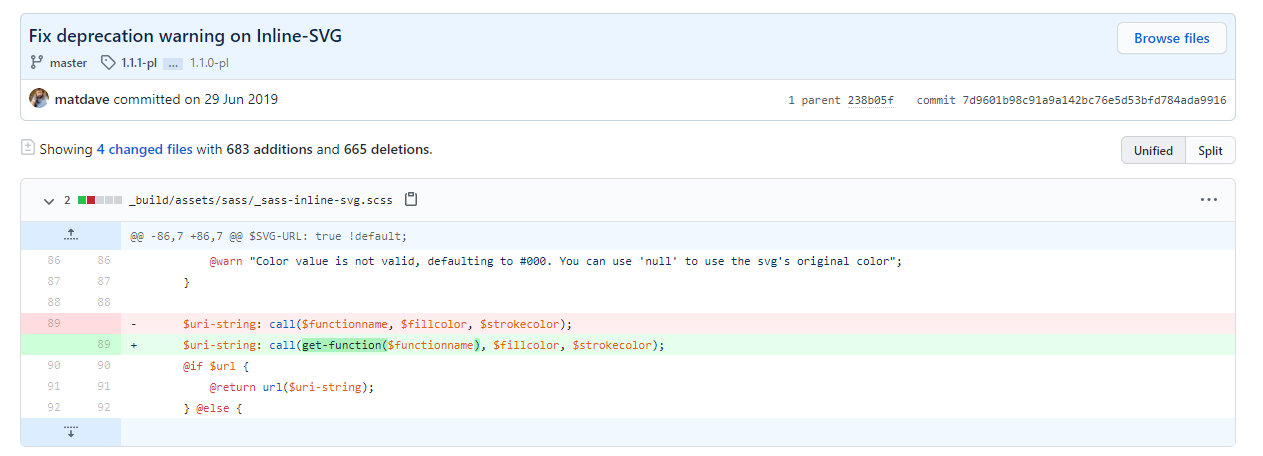 Fix deprecation warning on Inline-SVG
Browse files
master 1.1.1-pl ... 1.1.0-pl
matdave committed on 29 Jun 2019
1 parent 238b05f commit 7d9601b98c91a9a142bc76e5d53bfd784ada9916
Showing 4 changed files with 683 additions and 665 deletions.
Unified Split
2 _build/assets/sass/_sass-inline-svg.scss
@@ -86,7 +86,7 @@ $SVG-URL: true !default;
86 86 @warn "Color value is not valid, defaulting to #000. You can use 'null' to use the svg's original color";
87 87 }
88 88
89 - $uri-string: call($functionname, $fillcolor, $strokecolor);
89 + $uri-string: call(get-function($functionname), $fillcolor, $strokecolor);
90 90 @if $url {
91 91 @return url($uri-string);
92 92 } @else {